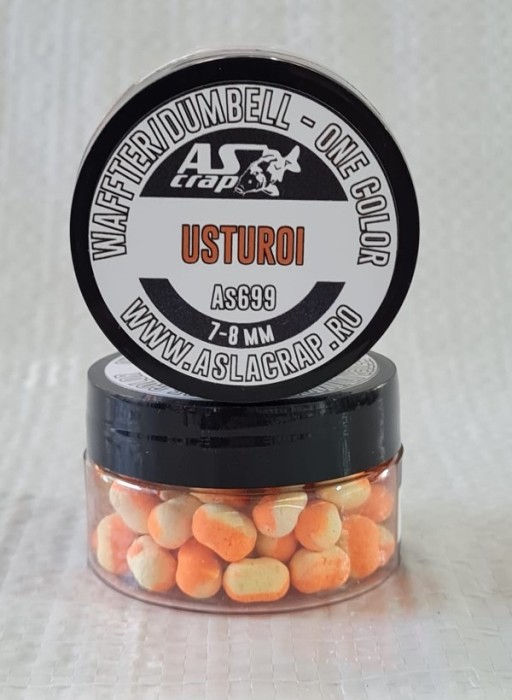 WAFFTER/DUMBELL - ONE COLOR
AS
crap
USTUROI
As699
7-8 MM
WWW.ASLACRAP.RO